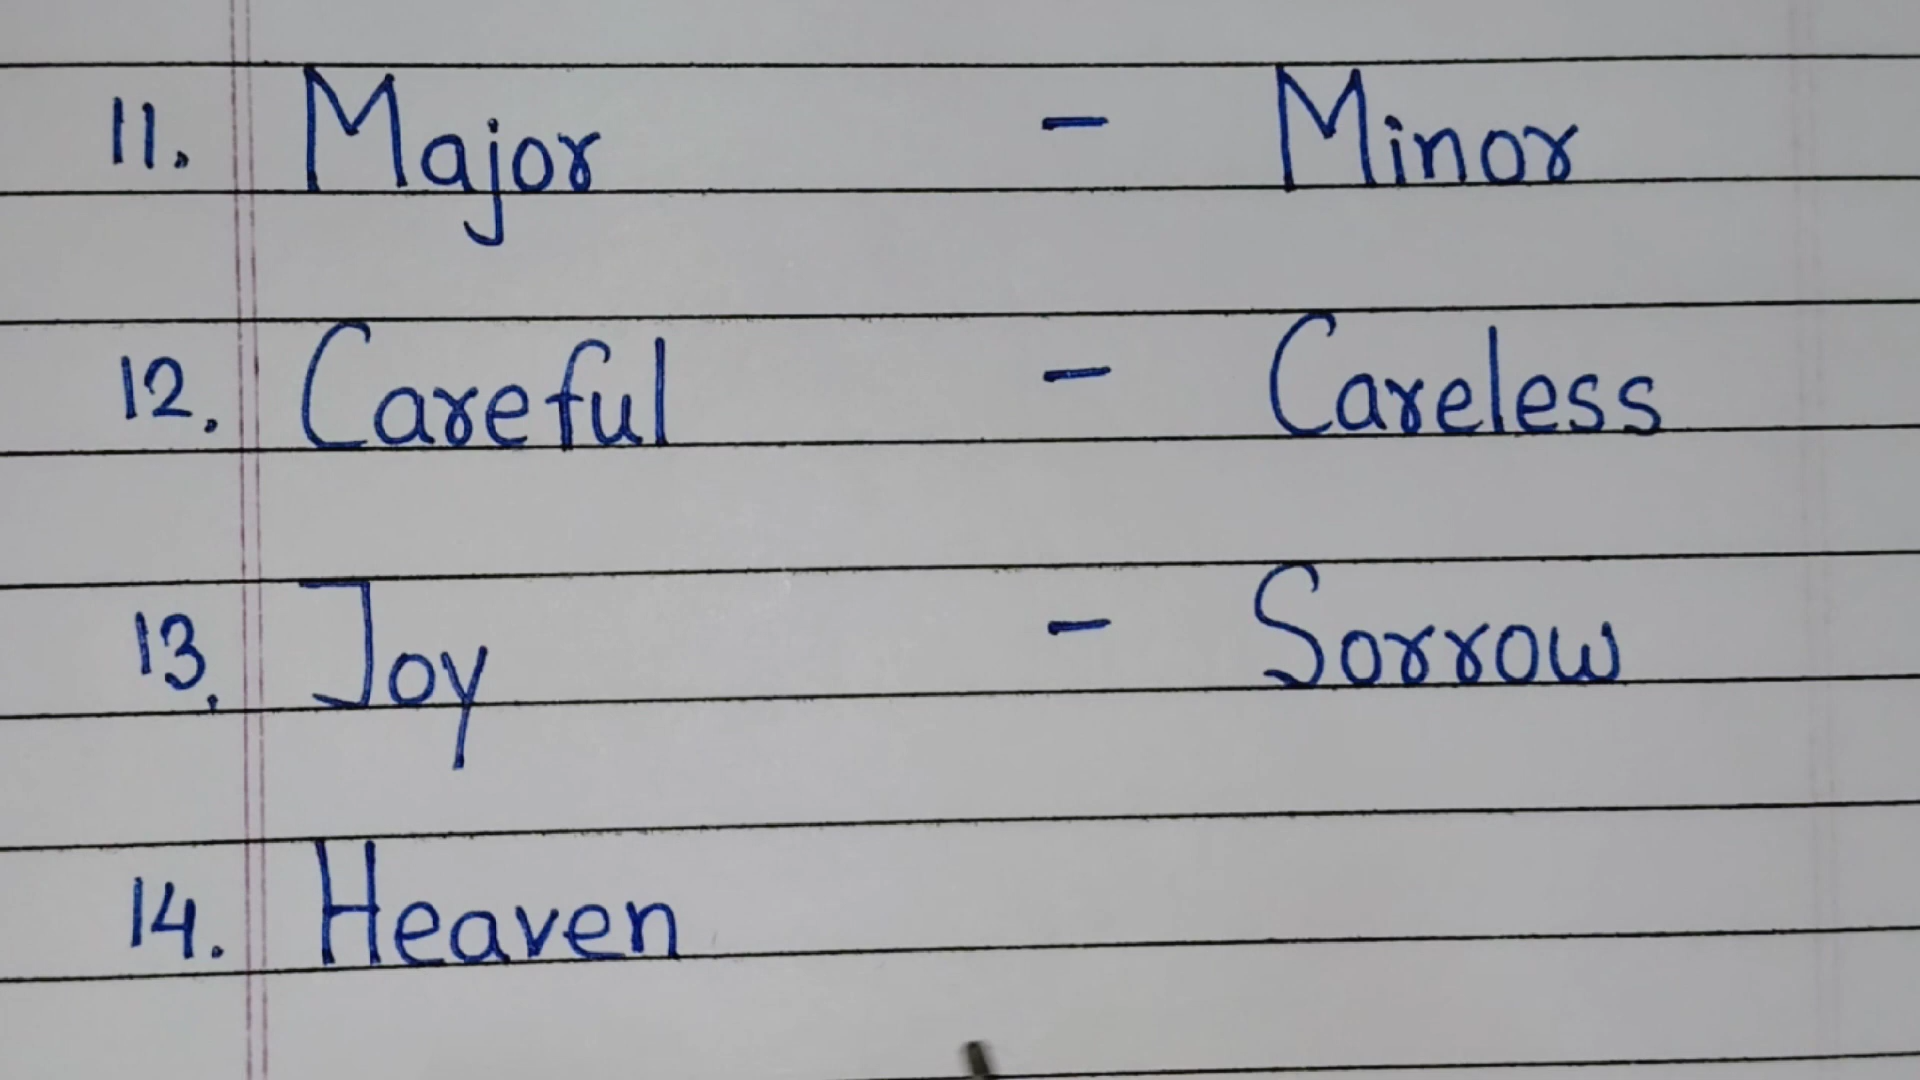 11. Major - Minor
12. Careful - Careless
13. Joy - Sorrow
14. Heaven